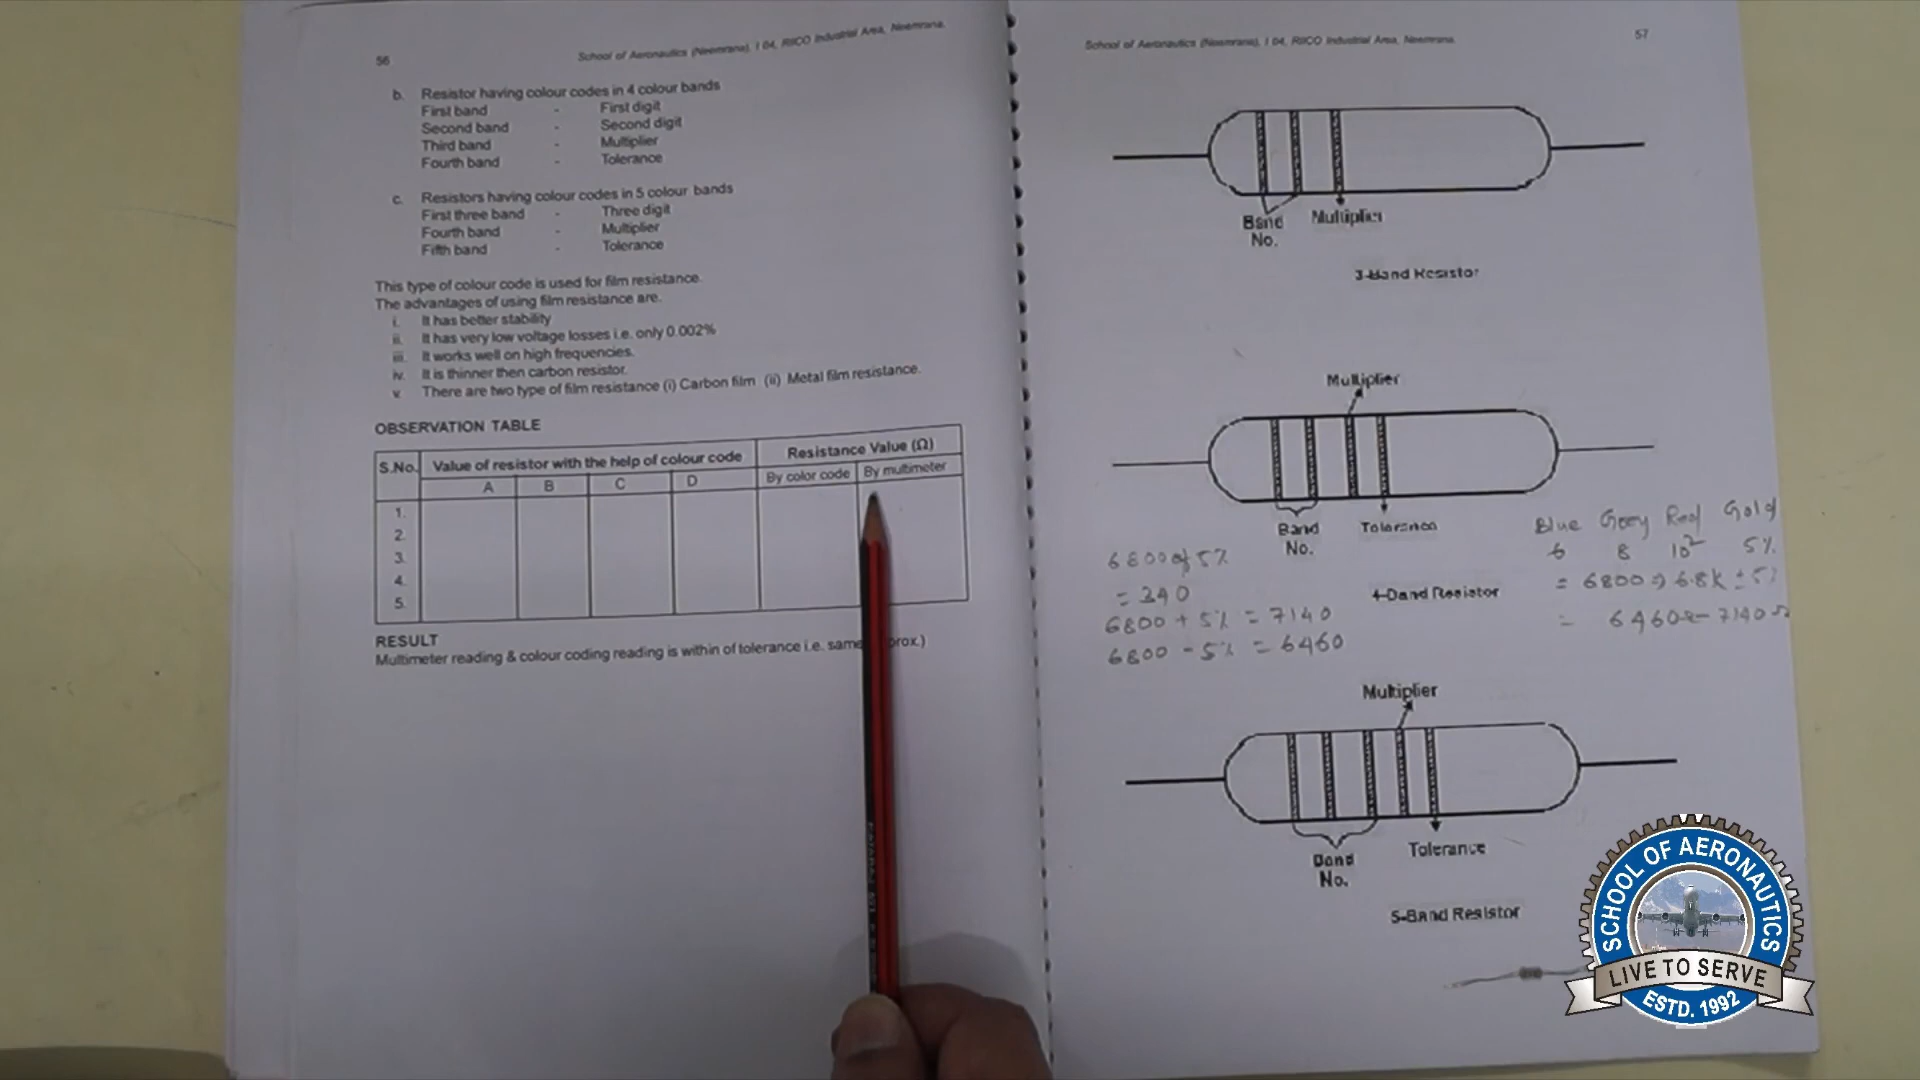 56
School of Aeronautics (Neemrana), I 04, RIICO Industrial Area, Neemrana.
b. Resistor having colour codes in 4 colour bands
First band - First digit
Second band - Second digit
Third band - Multiplier
Fourth band - Tolerance
c. Resistors having colour codes in 5 colour bands
First three band - Three digit
Fourth band - Multiplier
Fifth band - Tolerance
This type of colour code is used for film resistance.
The advantages of using film resistance are.
i. It has better stability
ii. It has very low voltage losses i.e. only 0.002%
iii. It works well on high frequencies.
iv. It is thinner then carbon resistor.
v. There are two type of film resistance (i) Carbon film (ii) Metal film resistance.
OBSERVATION TABLE
S.No. Value of resistor with the help of colour code Resistance Value (Ω)
A B C D By color code By multimeter
1.
2.
3.
4.
5.
RESULT
Multimeter reading & colour coding reading is within of tolerance i.e. same prox.)
School of Aeronautics (Neemrana), I 04, RIICO Industrial Area, Neemrana.
57
Band No.
Multiplier
3-Band Resistor
Multiplier
Band No.
Tolerance
4-Band Resistor
Blue Grey Red Gold
6 8 10² 5%
= 6800 => 6.8K ± 5%
= 6460Ω - 7140Ω
6800 of 5%
= 340
6800 + 5% = 7140
6800 - 5% = 6460
Multiplier
Band No.
Tolerance
5-Band Resistor
SCHOOL OF AERONAUTICS
LIVE TO SERVE
ESTD. 1992